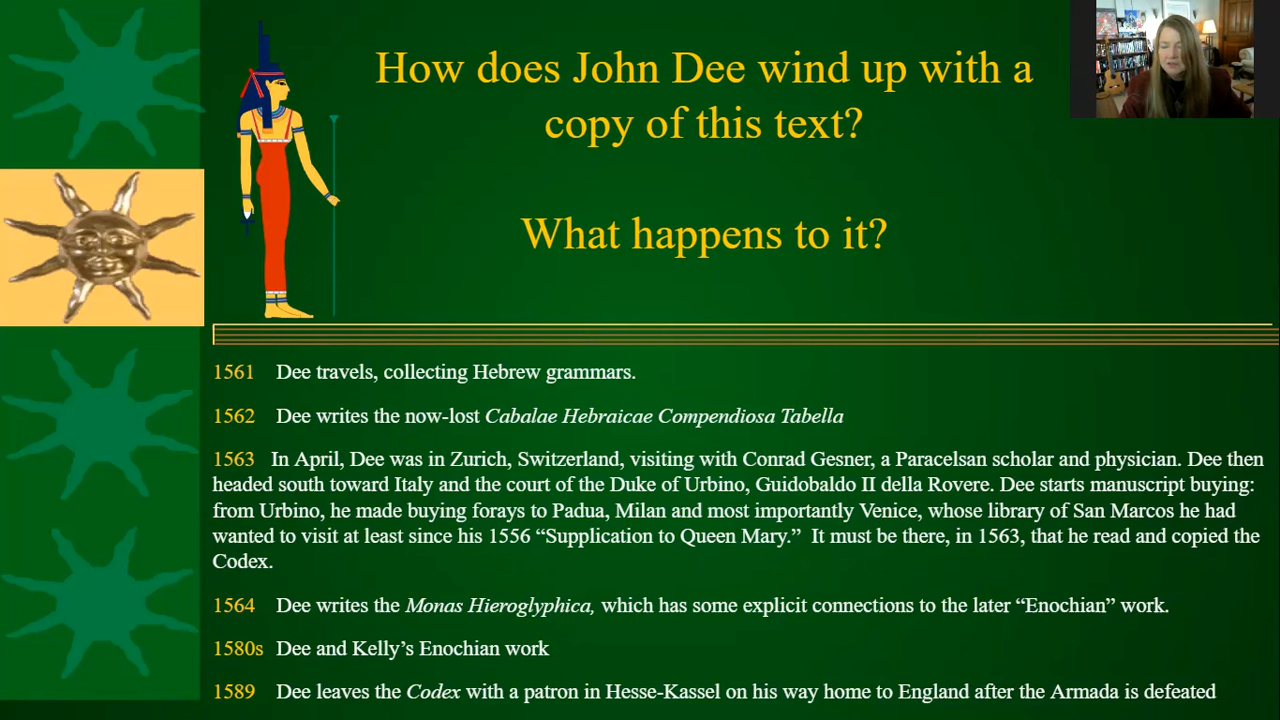 How does John Dee wind up with a
copy of this text?
What happens to it?
1561 Dee travels, collecting Hebrew grammars.
1562 Dee writes the now-lost Cabalae Hebraicae Compendiosa Tabella
1563 In April, Dee was in Zurich, Switzerland, visiting with Conrad Gesner, a Paracelsan scholar and physician. Dee then
headed south toward Italy and the court of the Duke of Urbino, Guidobaldo II della Rovere. Dee starts manuscript buying:
from Urbino, he made buying forays to Padua, Milan and most importantly Venice, whose library of San Marcos he had
wanted to visit at least since his 1556 “Supplication to Queen Mary.” It must be there, in 1563, that he read and copied the
Codex.
1564 Dee writes the Monas Hieroglyphica, which has some explicit connections to the later “Enochian” work.
1580s Dee and Kelly’s Enochian work
1589 Dee leaves the Codex with a patron in Hesse-Kassel on his way home to England after the Armada is defeated